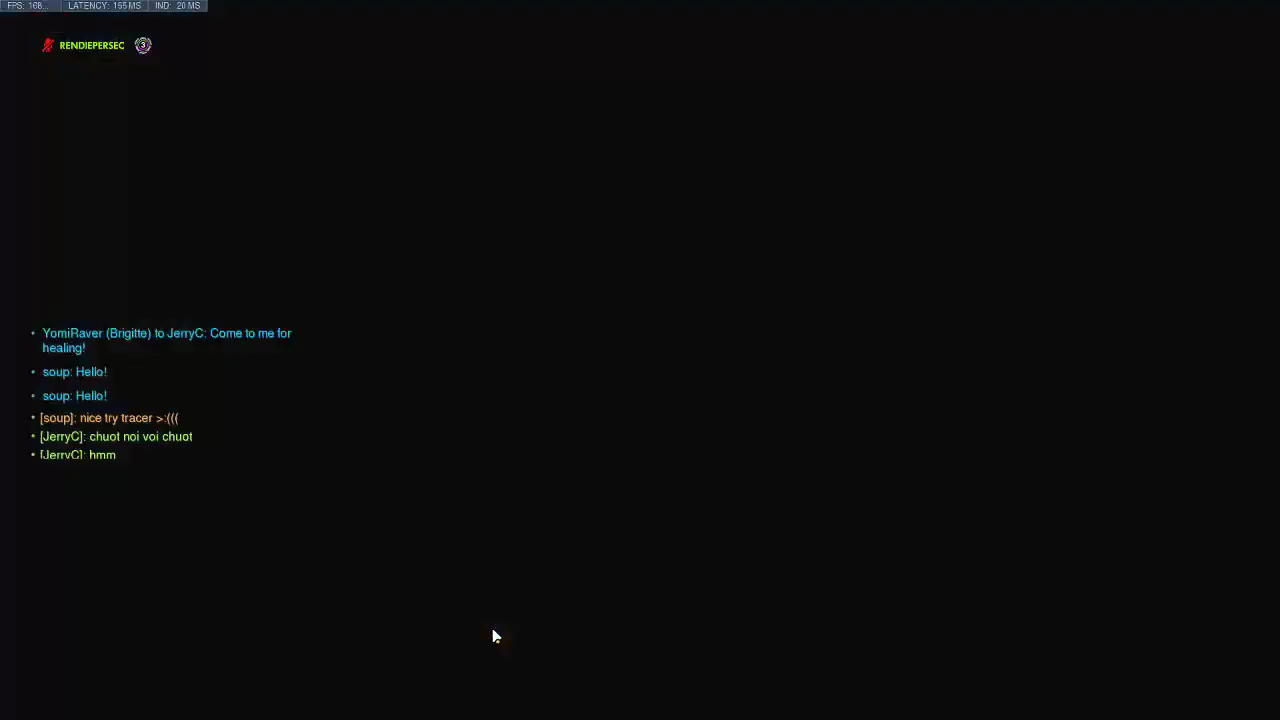 FPS: 168... LATENCY: 155 MS IND: 20 MS
RENDIEPERSEC 3
• YomiRaver (Brigitte) to JerryC: Come to me for
healing!
• soup: Hello!
• soup: Hello!
• [soup]: nice try tracer >:(((
• [JerryC]: chuot noi voi chuot
• [JerryC]: hmm